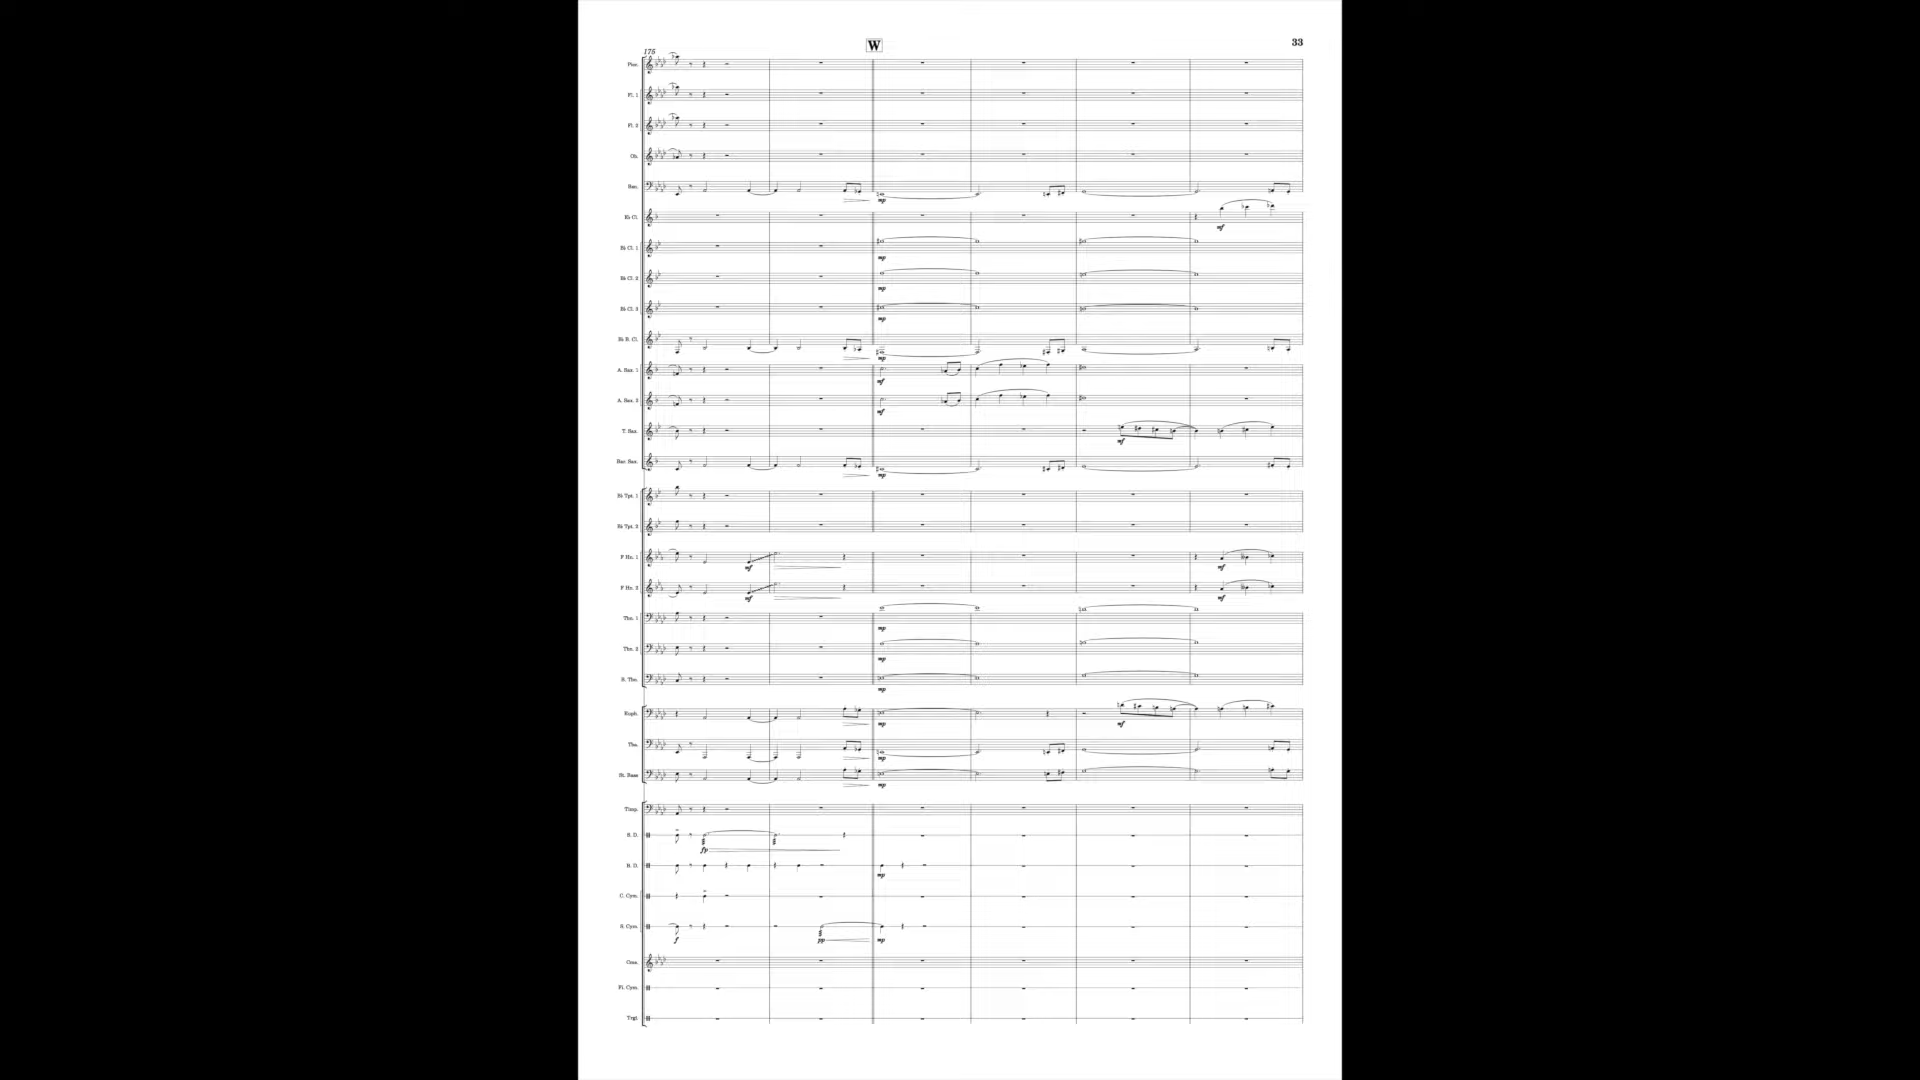 W
33
175
Picc.
Fl. 1
Fl. 2
Ob.
Bsn.
mp
E♭ Cl.
mf
B♭ Cl. 1
mp
B♭ Cl. 2
mp
B♭ Cl. 3
mp
B♭ B. Cl.
mp
A. Sax. 1
mf
A. Sax. 2
mf
T. Sax.
mf
Bar. Sax.
mp
B♭ Tpt. 1
B♭ Tpt. 2
F Hn. 1
mf mf
F Hn. 2
mf mf
Tbn. 1
mp
Tbn. 2
mp
B. Tbn.
mp
Euph.
mp mf
Tba.
mp
St. Bass
mp
Timp.
S. D.
fp
B. D.
mp
C. Cym.
S. Cym.
f pp mp
Cms.
Fi. Cym.
Trgl.